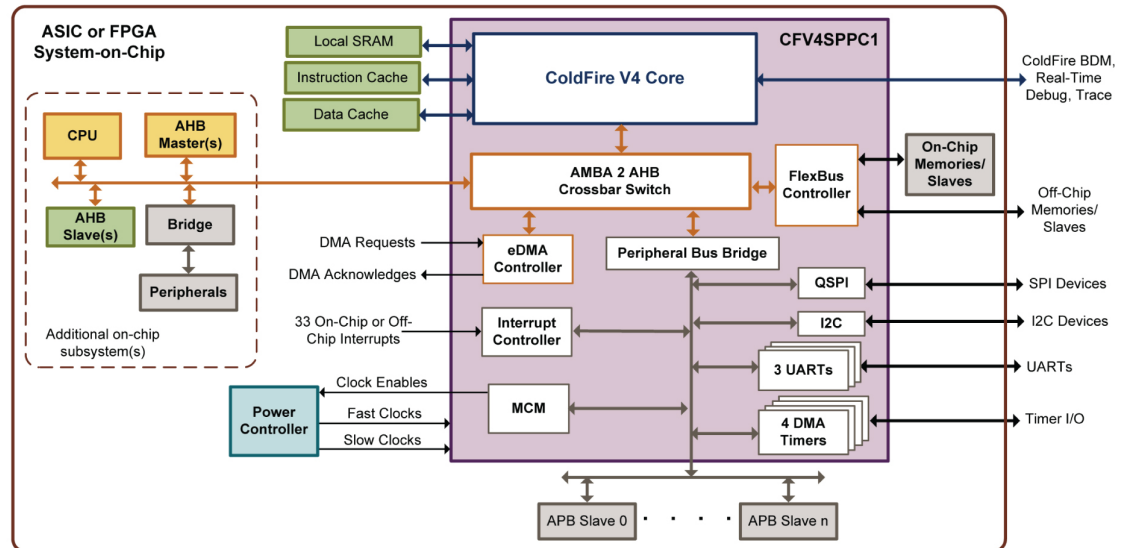 ASIC or FPGA
System-on-Chip
Local SRAM
Instruction Cache
Data Cache
CFV4SPPC1
ColdFire V4 Core
ColdFire BDM,
Real-Time
Debug, Trace
CPU
AHB
Master(s)
AHB
Slave(s)
Bridge
Peripherals
Additional on-chip
subsystem(s)
AMBA 2 AHB
Crossbar Switch
FlexBus
Controller
On-Chip
Memories/
Slaves
Off-Chip
Memories/
Slaves
DMA Requests
DMA Acknowledges
eDMA
Controller
Peripheral Bus Bridge
QSPI
SPI Devices
33 On-Chip or Off-
Chip Interrupts
Interrupt
Controller
I2C
I2C Devices
3 UARTs
UARTs
Power
Controller
Clock Enables
Fast Clocks
Slow Clocks
MCM
4 DMA
Timers
Timer I/O
APB Slave 0
. . . .
APB Slave n